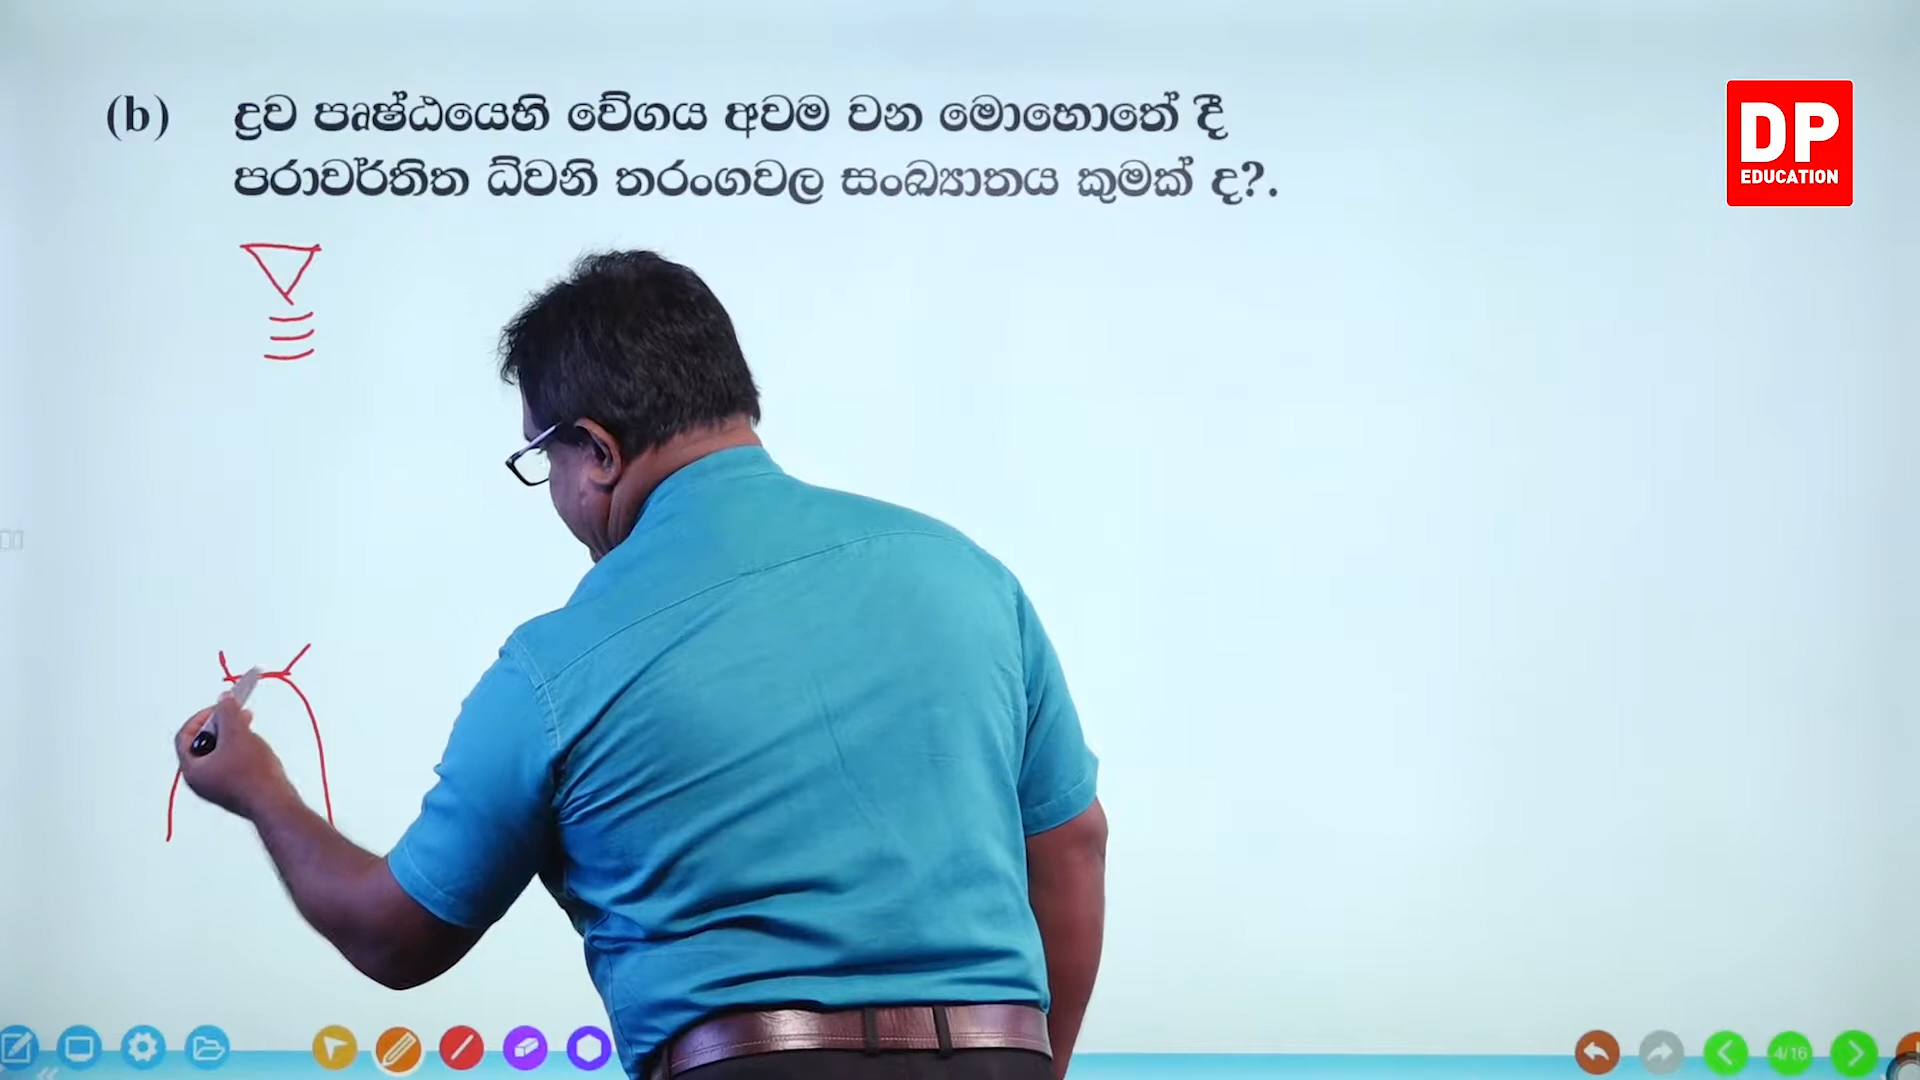 (b) ද්‍රව පෘෂ්ඨයෙහි වේගය අවම වන මොහොතේ දී
පරාවර්තිත ධ්වනි තරංගවල සංඛ්‍යාතය කුමක් ද?.
DP
EDUCATION
4/16